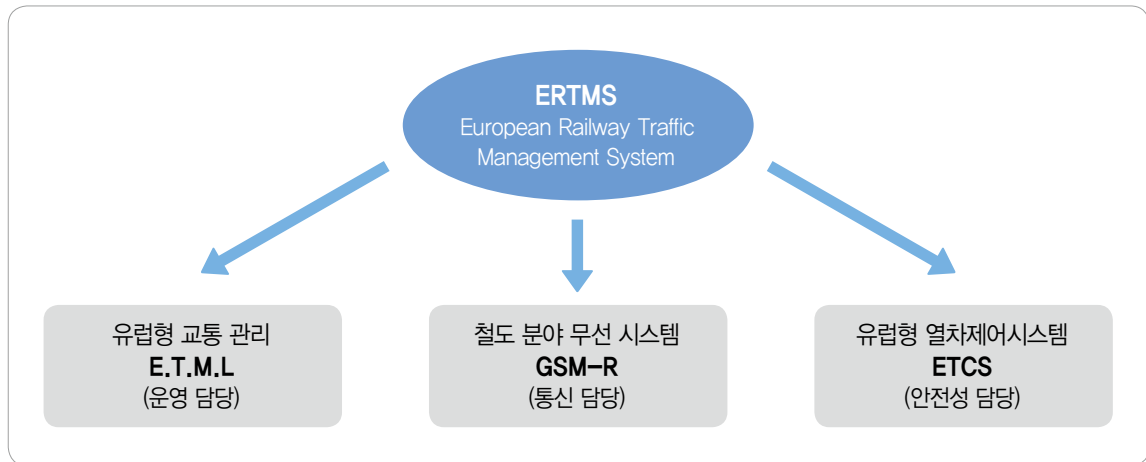 ERTMS
European Railway Traffic
Management System
유럽형 교통 관리
E.T.M.L
(운영 담당)
철도 분야 무선 시스템
GSM-R
(통신 담당)
유럽형 열차제어시스템
ETCS
(안전성 담당)